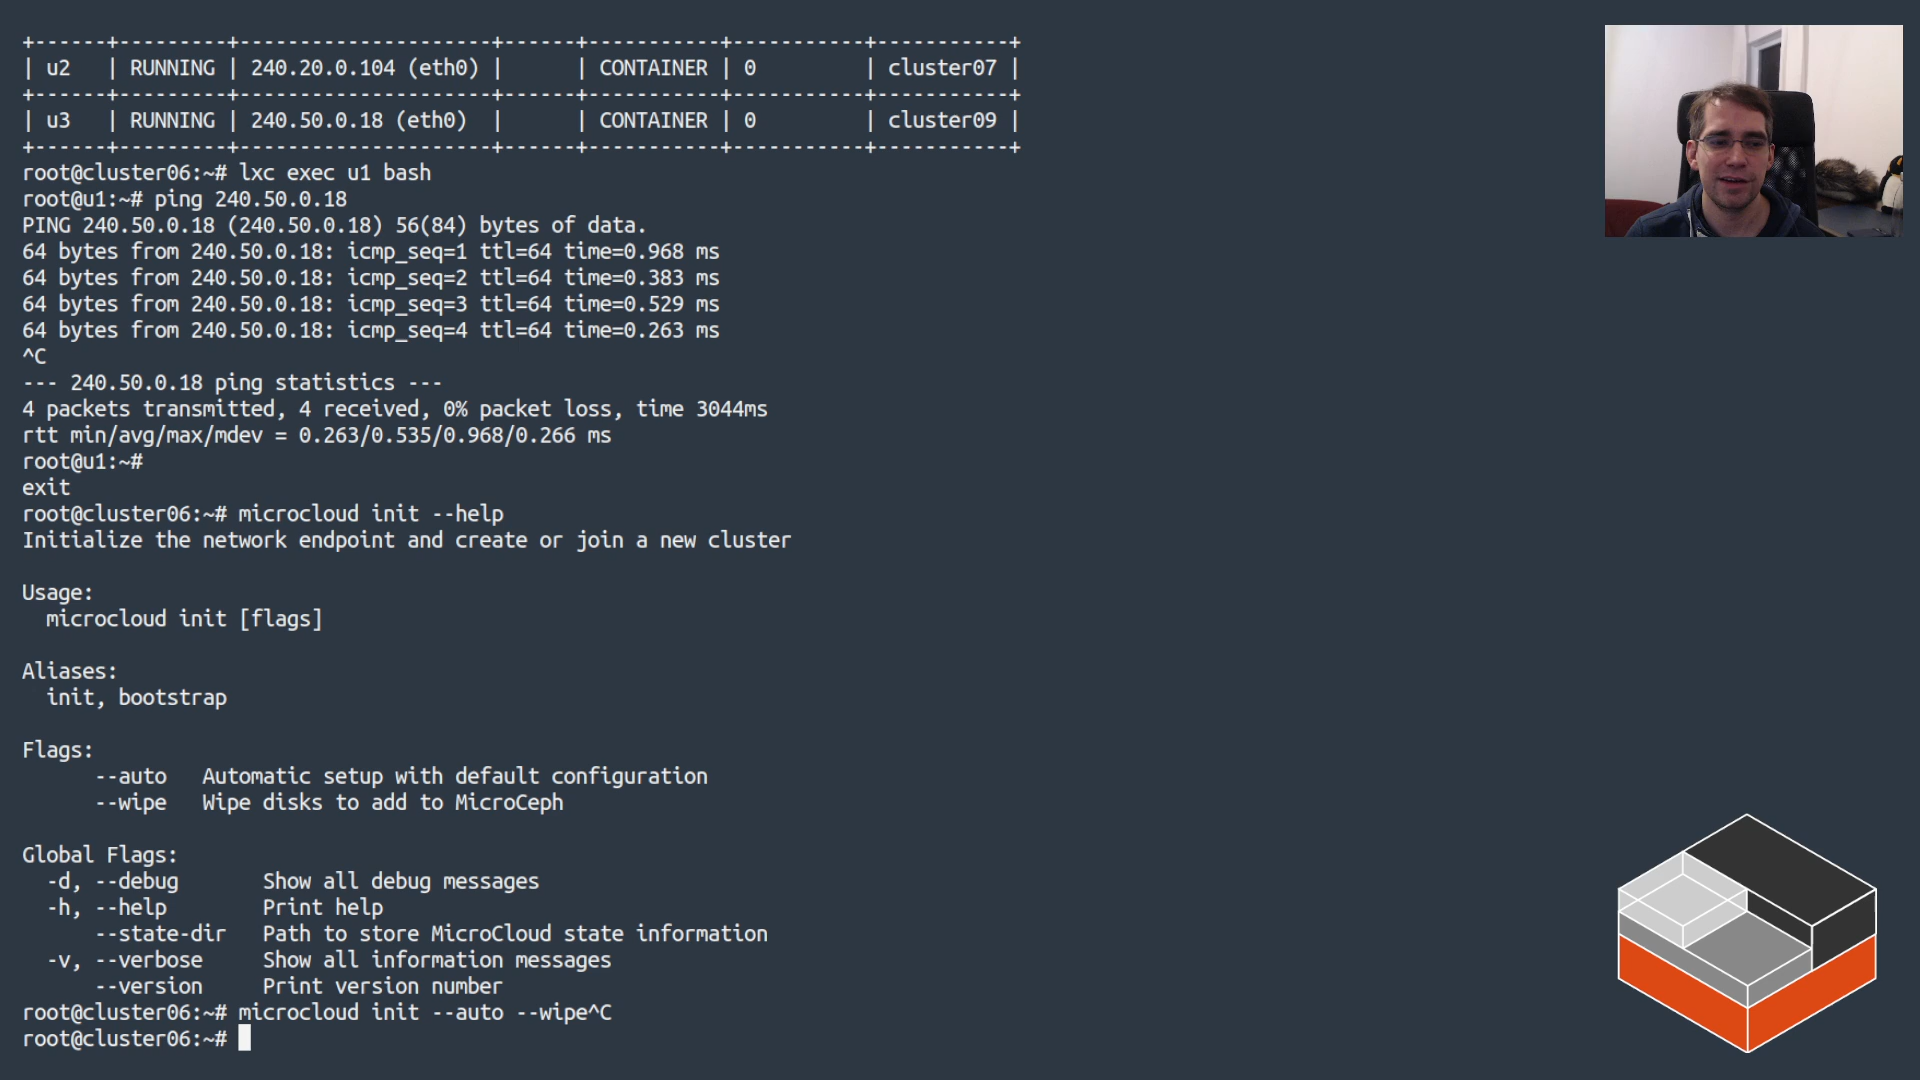 +------+---------+---------------------+------+-----------+-----------+-----------+
| u2   | RUNNING | 240.20.0.104 (eth0) |      | CONTAINER | 0         | cluster07 |
+------+---------+---------------------+------+-----------+-----------+-----------+
| u3   | RUNNING | 240.50.0.18 (eth0)  |      | CONTAINER | 0         | cluster09 |
+------+---------+---------------------+------+-----------+-----------+-----------+
root@cluster06:~# lxc exec u1 bash
root@u1:~# ping 240.50.0.18
PING 240.50.0.18 (240.50.0.18) 56(84) bytes of data.
64 bytes from 240.50.0.18: icmp_seq=1 ttl=64 time=0.968 ms
64 bytes from 240.50.0.18: icmp_seq=2 ttl=64 time=0.383 ms
64 bytes from 240.50.0.18: icmp_seq=3 ttl=64 time=0.529 ms
64 bytes from 240.50.0.18: icmp_seq=4 ttl=64 time=0.263 ms
^C
--- 240.50.0.18 ping statistics ---
4 packets transmitted, 4 received, 0% packet loss, time 3044ms
rtt min/avg/max/mdev = 0.263/0.535/0.968/0.266 ms
root@u1:~#
exit
root@cluster06:~# microcloud init --help
Initialize the network endpoint and create or join a new cluster

Usage:
  microcloud init [flags]

Aliases:
  init, bootstrap

Flags:
      --auto   Automatic setup with default configuration
      --wipe   Wipe disks to add to MicroCeph

Global Flags:
  -d, --debug       Show all debug messages
  -h, --help        Print help
      --state-dir   Path to store MicroCloud state information
  -v, --verbose     Show all information messages
      --version     Print version number
root@cluster06:~# microcloud init --auto --wipe^C
root@cluster06:~#